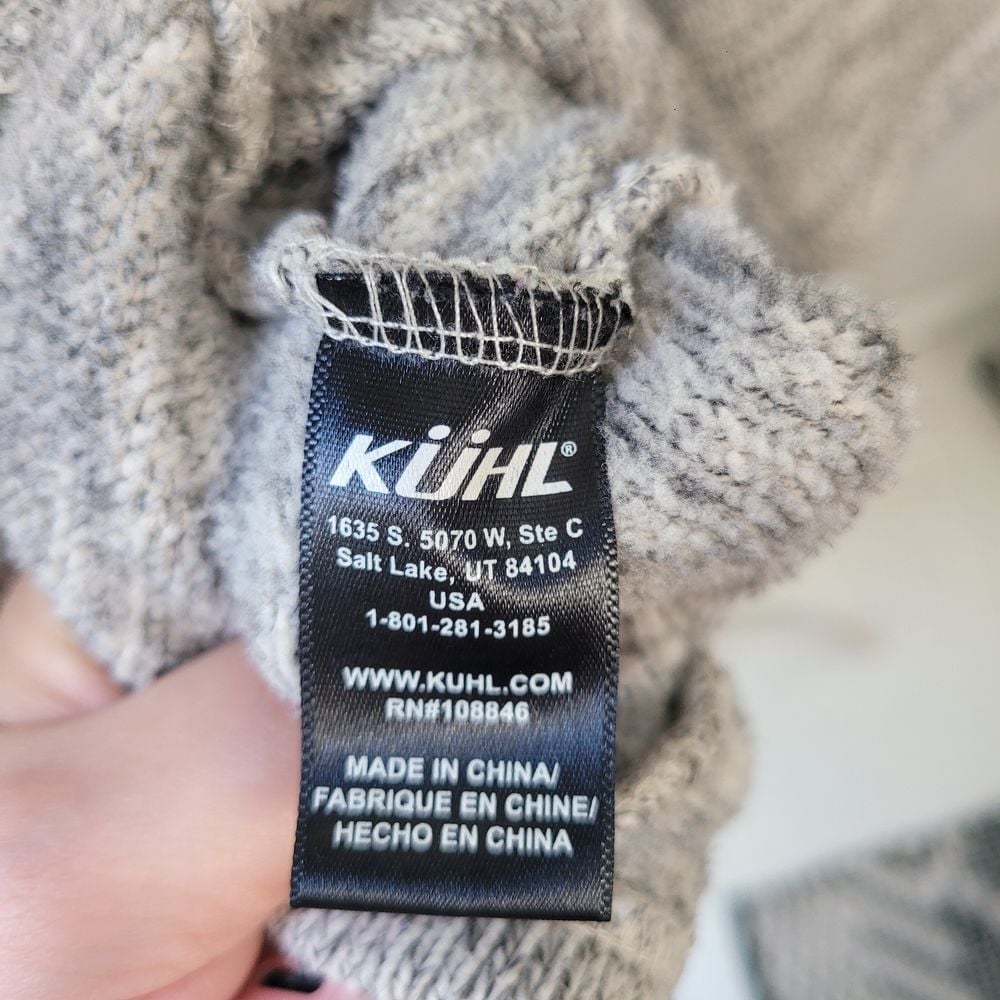 KÜHL®
1635 S. 5070 W, Ste C
Salt Lake, UT 84104
USA
1-801-281-3185
WWW.KUHL.COM
RN#108846
MADE IN CHINA/
FABRIQUE EN CHINE/
HECHO EN CHINA